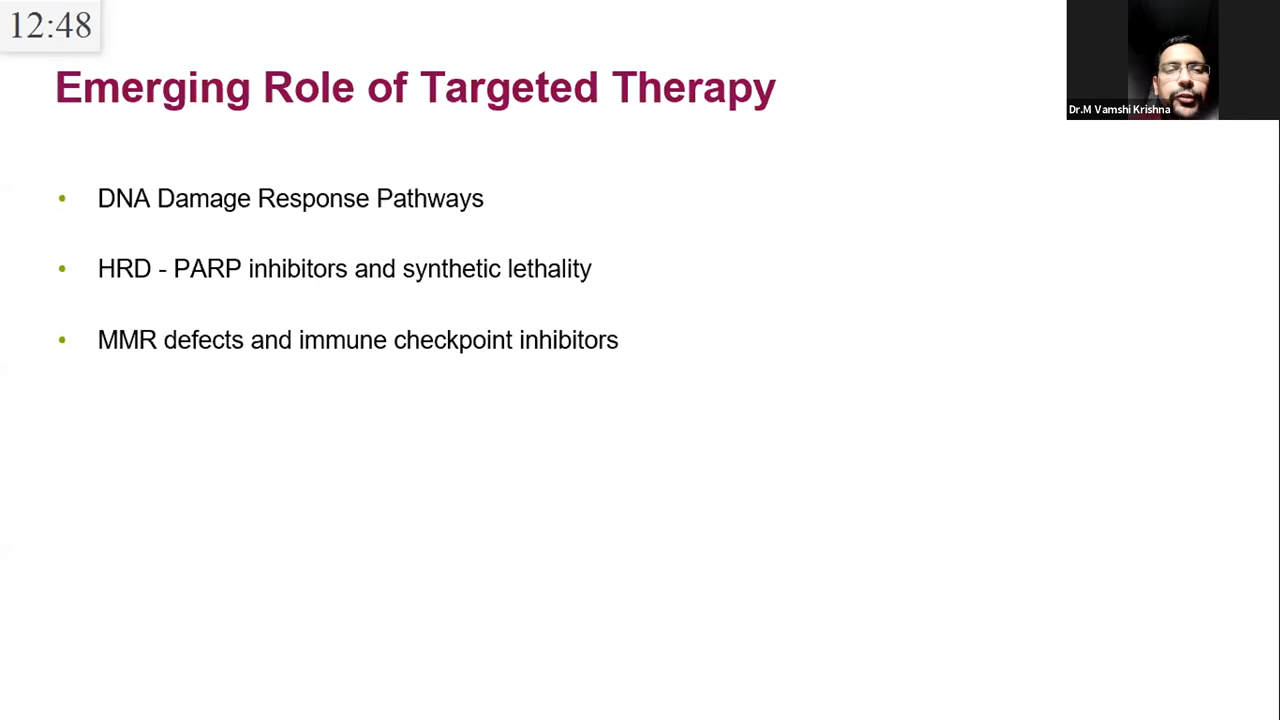 12:48
Emerging Role of Targeted Therapy
Dr.M Vamshi Krishna
• DNA Damage Response Pathways
• HRD - PARP inhibitors and synthetic lethality
• MMR defects and immune checkpoint inhibitors